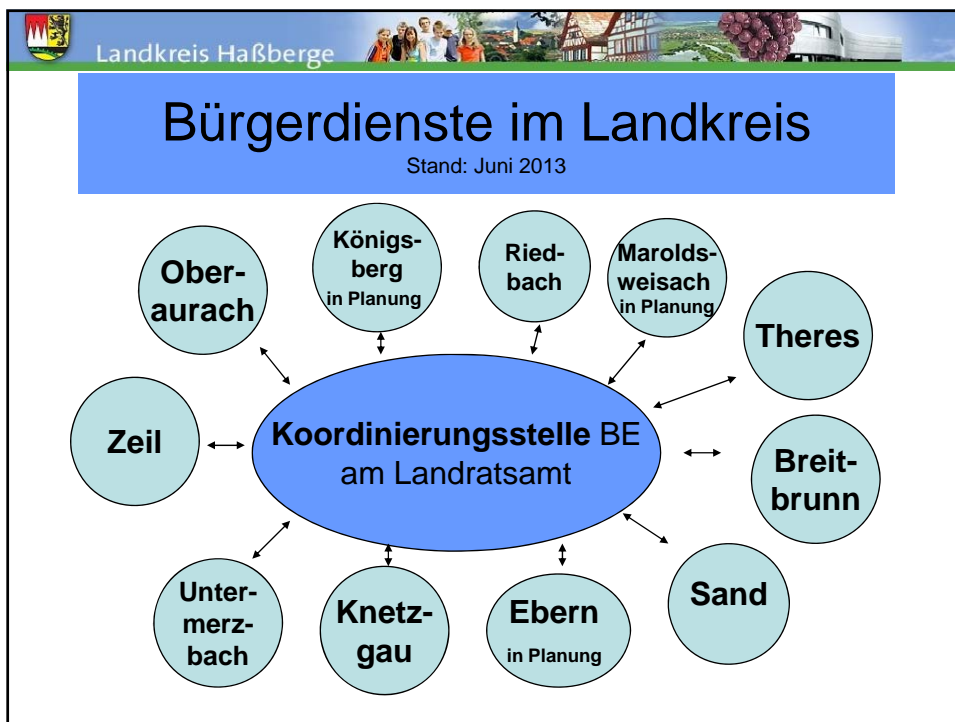 Landkreis Haßberge
Bürgerdienste im Landkreis
Stand: Juni 2013
Ober-
aurach
Königs-
berg
in Planung
Ried-
bach
Marolds-
weisach
in Planung
Theres
Zeil
Koordinierungsstelle BE
am Landratsamt
Breit-
brunn
Unter-
merz-
bach
Knetz-
gau
Ebern
in Planung
Sand